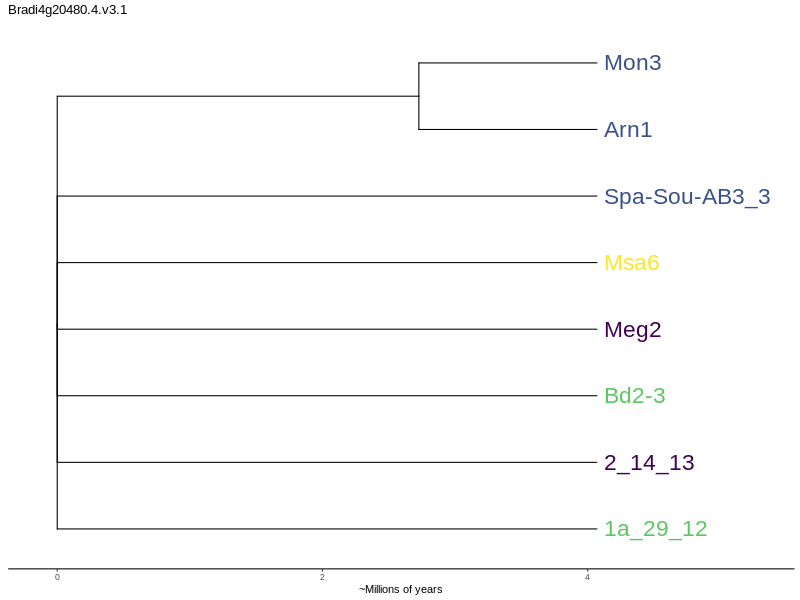 Bradi4g20480.4.v3.1
Mon3
Arn1
Spa-Sou-AB3_3
Msa6
Meg2
Bd2-3
2_14_13
1a_29_12
0 2 4
~Millions of years